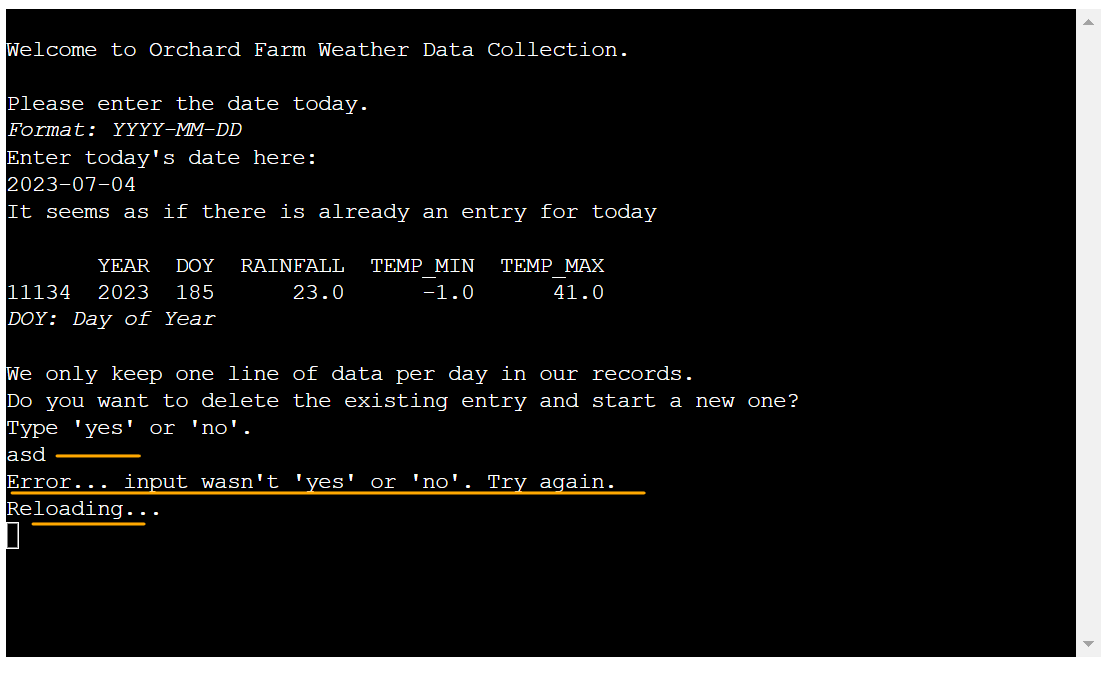 Welcome to Orchard Farm Weather Data Collection.
Please enter the date today.
Format: YYYY-MM-DD
Enter today's date here:
2023-07-04
It seems as if there is already an entry for today
YEAR DOY RAINFALL TEMP_MIN TEMP_MAX
11134 2023 185 23.0 -1.0 41.0
DOY: Day of Year
We only keep one line of data per day in our records.
Do you want to delete the existing entry and start a new one?
Type 'yes' or 'no'.
asd
Error... input wasn't 'yes' or 'no'. Try again.
Reloading...